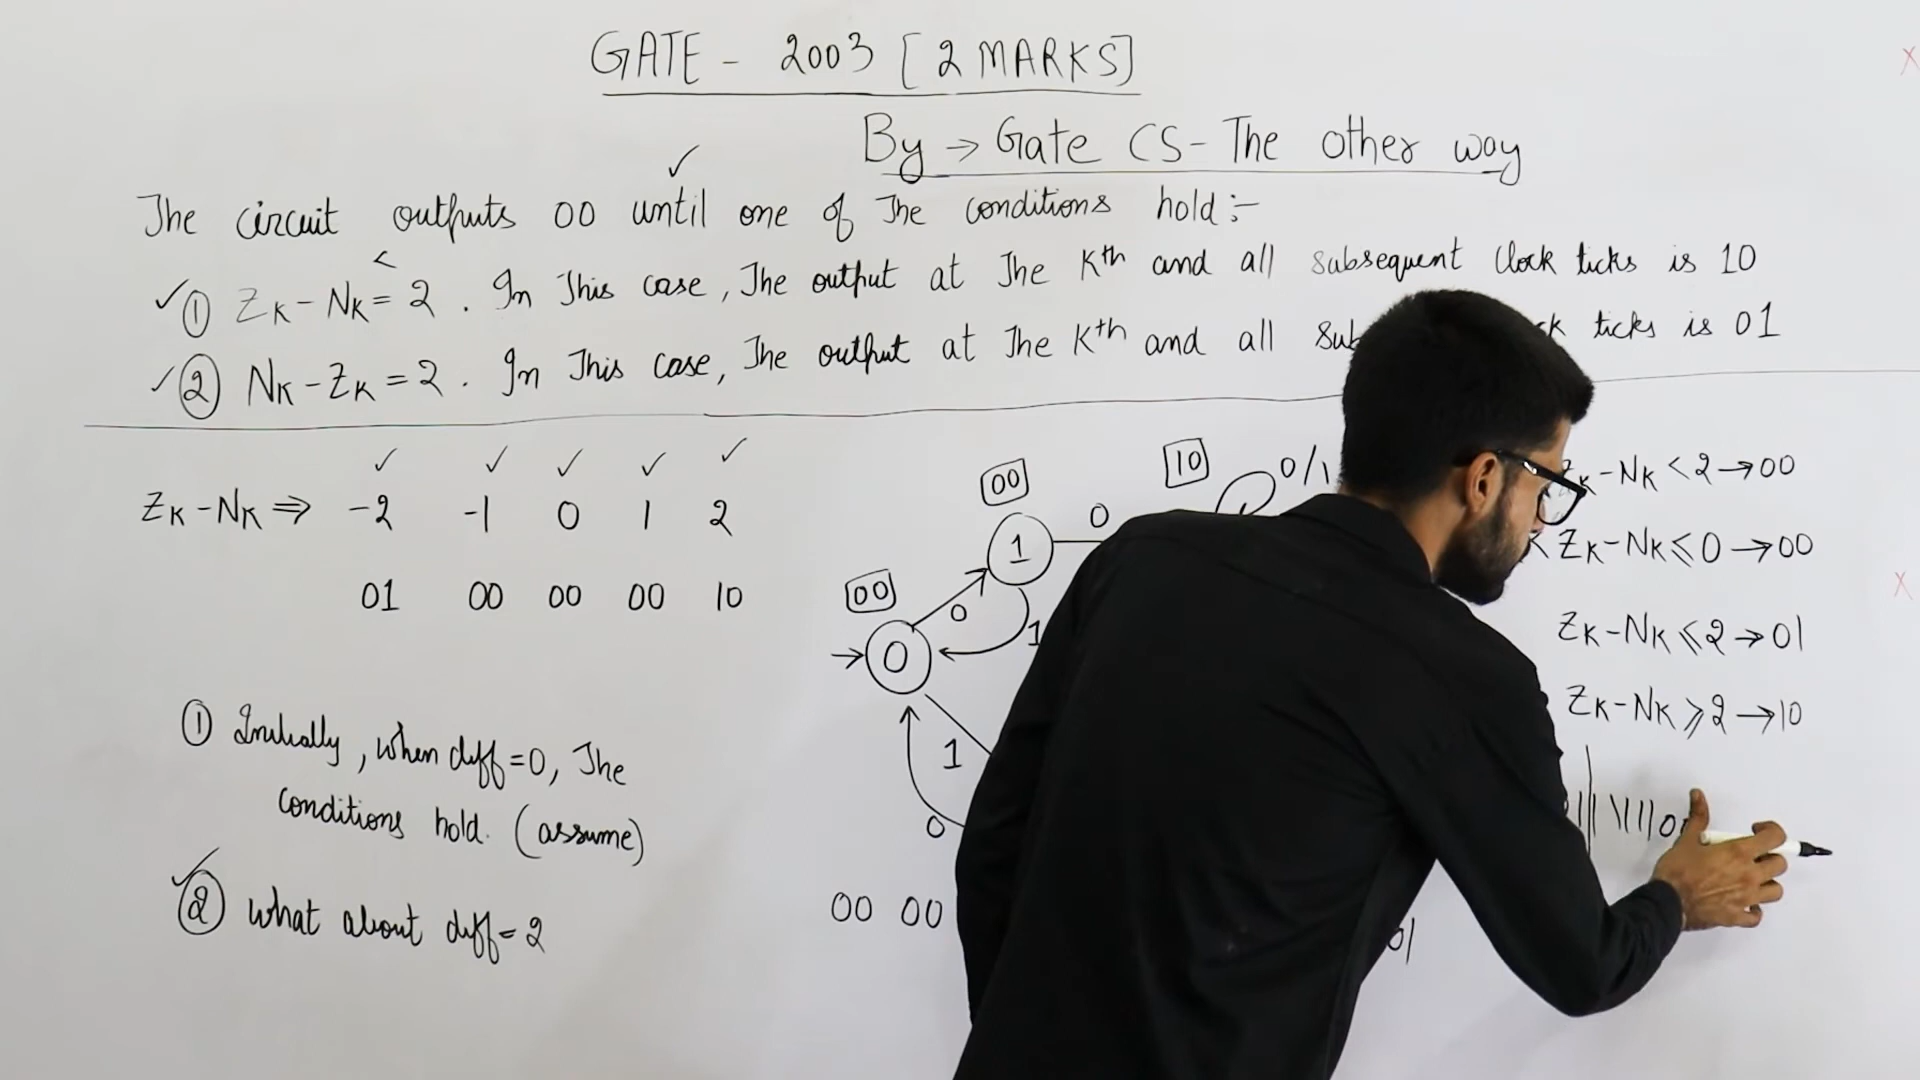 GATE - 2003 [2 MARKS]
By → Gate CS - The other way
✓
The circuit outputs 00 until one of The conditions hold :-
<
✓ ① ZK - NK = 2 . In This case, The output at The Kth and all subsequent clock ticks is 10
✓ ② NK - ZK = 2 . In This case, The output at The Kth and all ticks is 01
✓ ✓ ✓ ✓ ✓
ZK - NK ⇒ -2 -1 0 1 2
01 00 00 00 10
① Initially, when diff = 0, The
conditions hold. (assume)
✓ ② what about diff = 2
00
10
0/1
1
0
00
0
1
0
1
0
00 00
01
ZK - NK < 2 → 00
ZK - NK ≤ 0 → 00
ZK - NK ≤ 2 → 01
ZK - NK ≥ 2 → 10